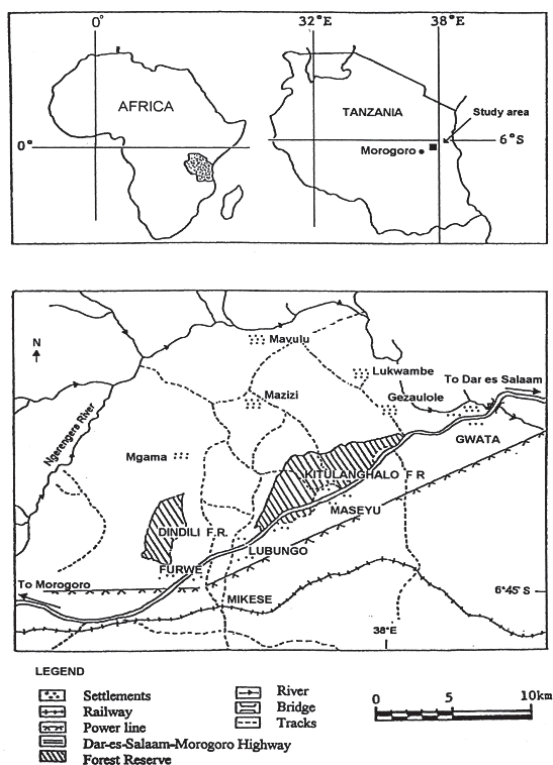 0°
32°E
38°E
AFRICA
TANZANIA
Study area
0°
6°S
Morogoro
N
Mavulu
Lukwambe
To Dar es Salaam
Mazizi
Gezaulole
Ngerengere River
GWATA
Mgama
KITULANGHALO F R
MASEYU
DINDILI F.R.
LUBUNGO
FURWE
To Morogoro
6°45' S
MIKESE
38°E
LEGEND
Settlements
Railway
Power line
Dar-es-Salaam-Morogoro Highway
Forest Reserve
River
Bridge
Tracks
0 5 10km